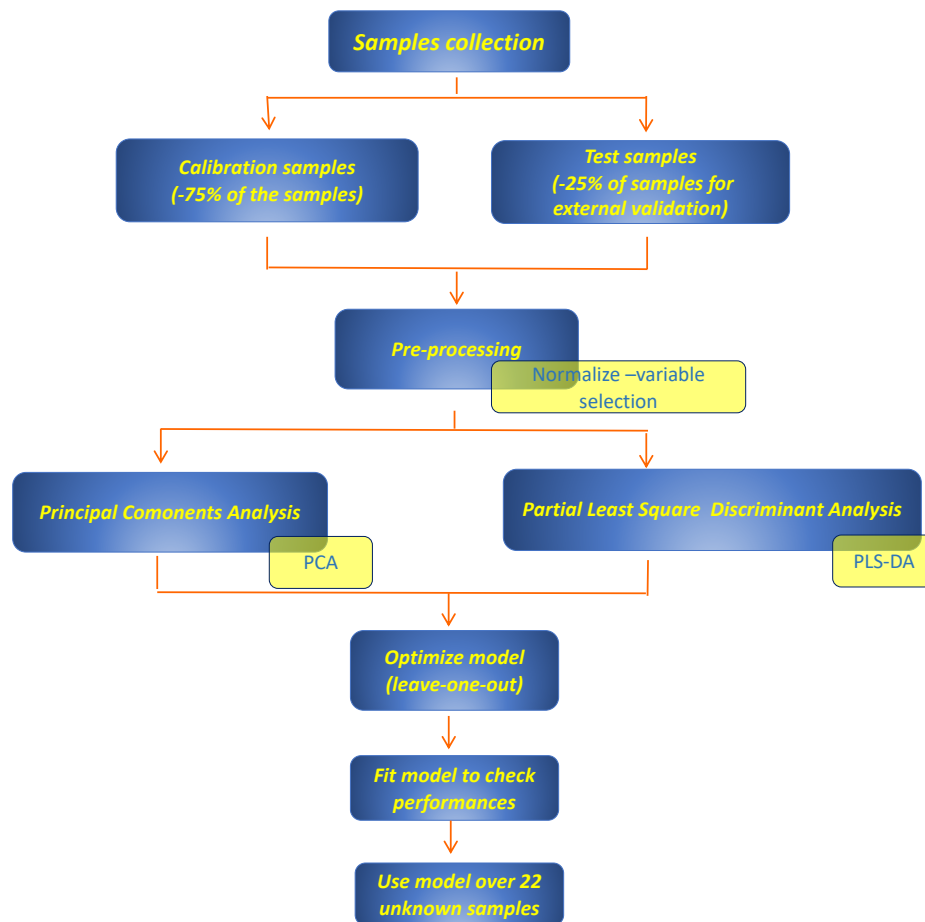 Samples collection
Calibration samples
(-75% of the samples)
Test samples
(-25% of samples for
external validation)
Pre-processing
Normalize –variable
selection
Principal Comonents Analysis
PCA
Partial Least Square Discriminant Analysis
PLS-DA
Optimize model
(leave-one-out)
Fit model to check
performances
Use model over 22
unknown samples